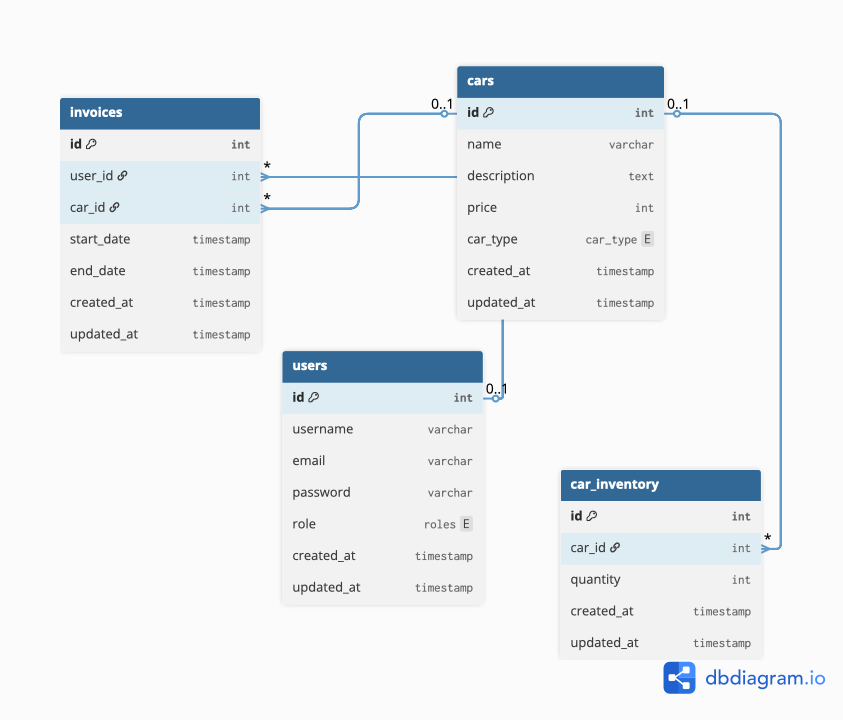 cars
id int
name varchar
description text
price int
car_type car_type E
created_at timestamp
updated_at timestamp
0..1
0..1
invoices
id int
user_id int
car_id int
start_date timestamp
end_date timestamp
created_at timestamp
updated_at timestamp
*
*
users
id int
username varchar
email varchar
password varchar
role roles E
created_at timestamp
updated_at timestamp
0..1
car_inventory
id int
car_id int
quantity int
created_at timestamp
updated_at timestamp
*
dbdiagram.io